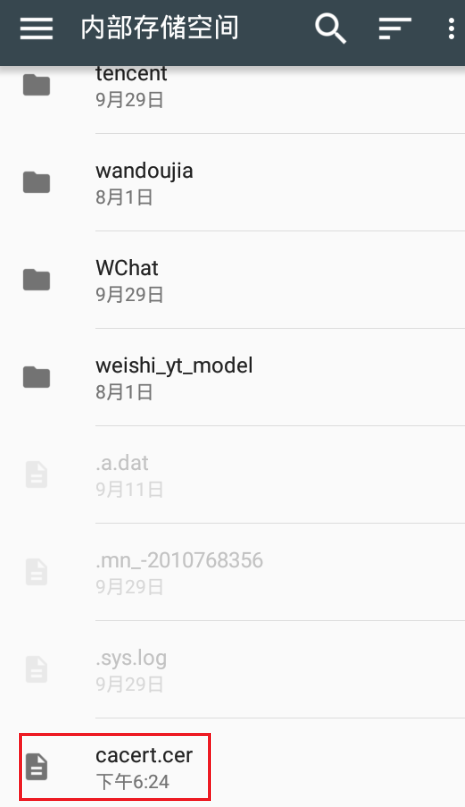 内部存储空间
tencent
9月29日
wandoujia
8月1日
WChat
9月29日
weishi_yt_model
8月1日
.a.dat
9月11日
.mn_-2010768356
9月29日
.sys.log
9月29日
cacert.cer
下午6:24